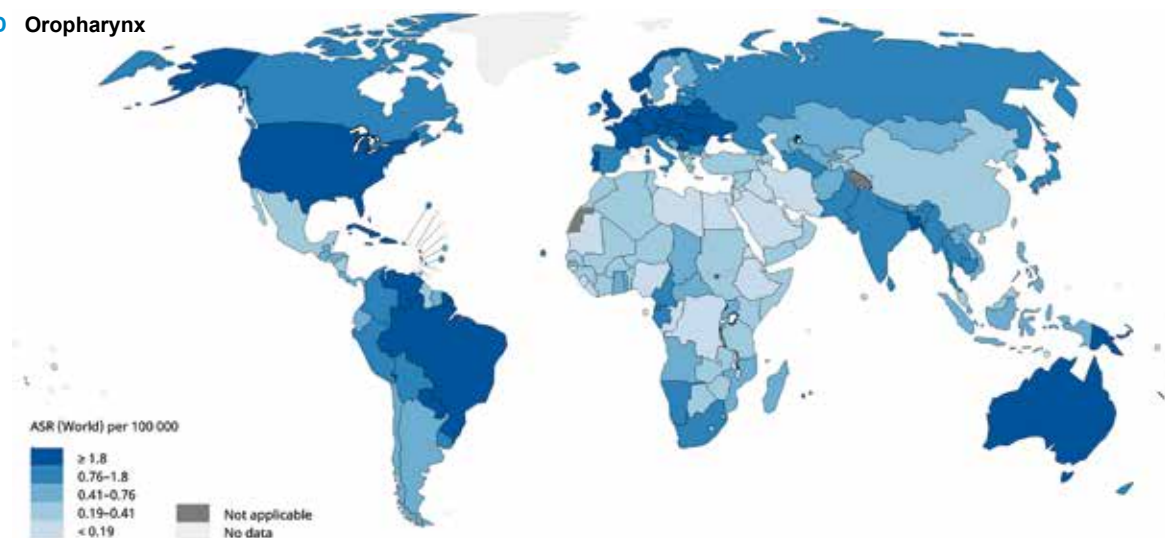 Oropharynx
ASR (World) per 100 000
≥ 1.8
0.76–1.8
0.41–0.76
0.19–0.41
< 0.19
Not applicable
No data